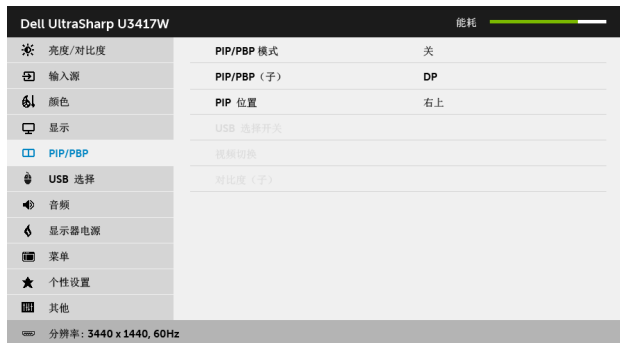 Dell UltraSharp U3417W
能耗
亮度/对比度
PIP/PBP 模式 关
输入源
PIP/PBP（子） DP
颜色
PIP 位置 右上
显示
USB 选择开关
PIP/PBP
视频切换
USB 选择
对比度（子）
音频
显示器电源
菜单
个性设置
其他
分辨率: 3440 x 1440, 60Hz